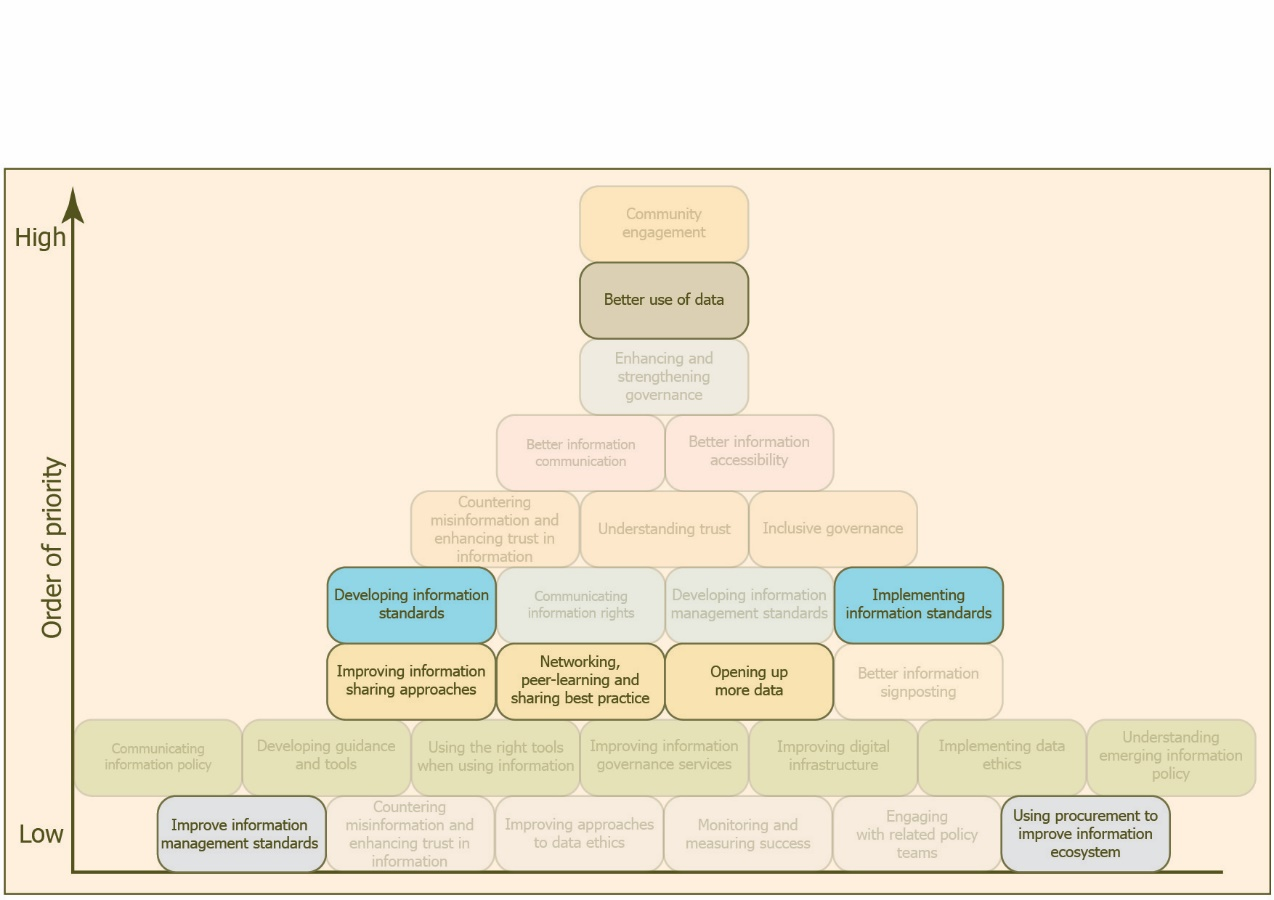 High
Order of priority
Low
Community
engagement
Better use of data
Enhancing and
strengthening
governance
Better information
communication
Better information
accessibility
Countering
misinformation and
enhancing trust in
information
Understanding trust
Inclusive governance
Developing information
standards
Communicating
information rights
Developing information
management standards
Implementing
information standards
Improving information
sharing approaches
Networking,
peer-learning and
sharing best practice
Opening up
more data
Better information
signposting
Communicating
information policy
Developing guidance
and tools
Using the right tools
when using information
Improving information
governance services
Improving digital
infrastructure
Implementing data
ethics
Understanding
emerging information
policy
Improve information
management standards
Countering
misinformation and
enhancing trust in
information
Improving approaches
to data ethics
Monitoring and
measuring success
Engaging
with related policy
teams
Using procurement to
improve information
ecosystem